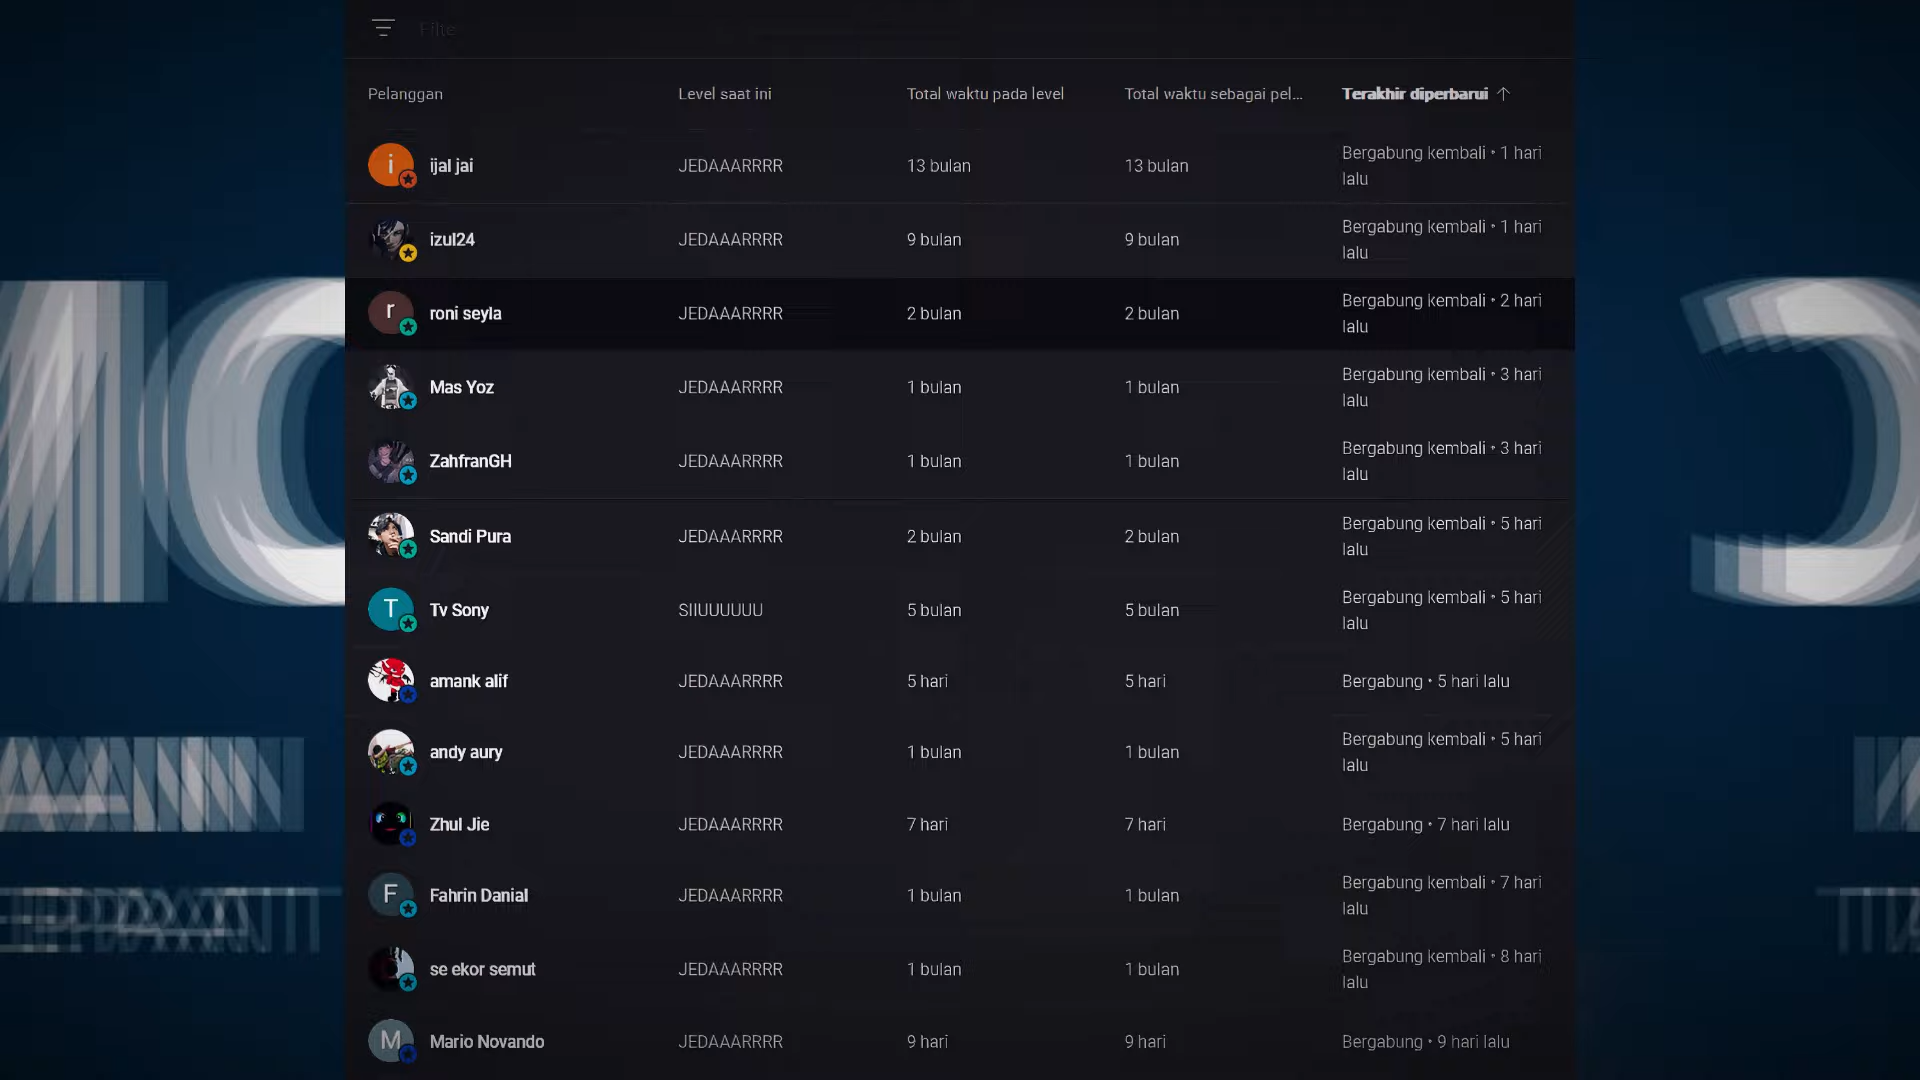 Filte
Pelanggan Level saat ini Total waktu pada level Total waktu sebagai pel... Terakhir diperbarui
i ijal jai JEDAAARRRR 13 bulan 13 bulan Bergabung kembali • 1 hari
lalu
izul24 JEDAAARRRR 9 bulan 9 bulan Bergabung kembali • 1 hari
lalu
r roni seyla JEDAAARRRR 2 bulan 2 bulan Bergabung kembali • 2 hari
lalu
Mas Yoz JEDAAARRRR 1 bulan 1 bulan Bergabung kembali • 3 hari
lalu
ZahfranGH JEDAAARRRR 1 bulan 1 bulan Bergabung kembali • 3 hari
lalu
Sandi Pura JEDAAARRRR 2 bulan 2 bulan Bergabung kembali • 5 hari
lalu
T Tv Sony SIIUUUUUU 5 bulan 5 bulan Bergabung kembali • 5 hari
lalu
amank alif JEDAAARRRR 5 hari 5 hari Bergabung • 5 hari lalu
andy aury JEDAAARRRR 1 bulan 1 bulan Bergabung kembali • 5 hari
lalu
Zhul Jie JEDAAARRRR 7 hari 7 hari Bergabung • 7 hari lalu
F Fahrin Danial JEDAAARRRR 1 bulan 1 bulan Bergabung kembali • 7 hari
lalu
se ekor semut JEDAAARRRR 1 bulan 1 bulan Bergabung kembali • 8 hari
lalu
M Mario Novando JEDAAARRRR 9 hari 9 hari Bergabung • 9 hari lalu